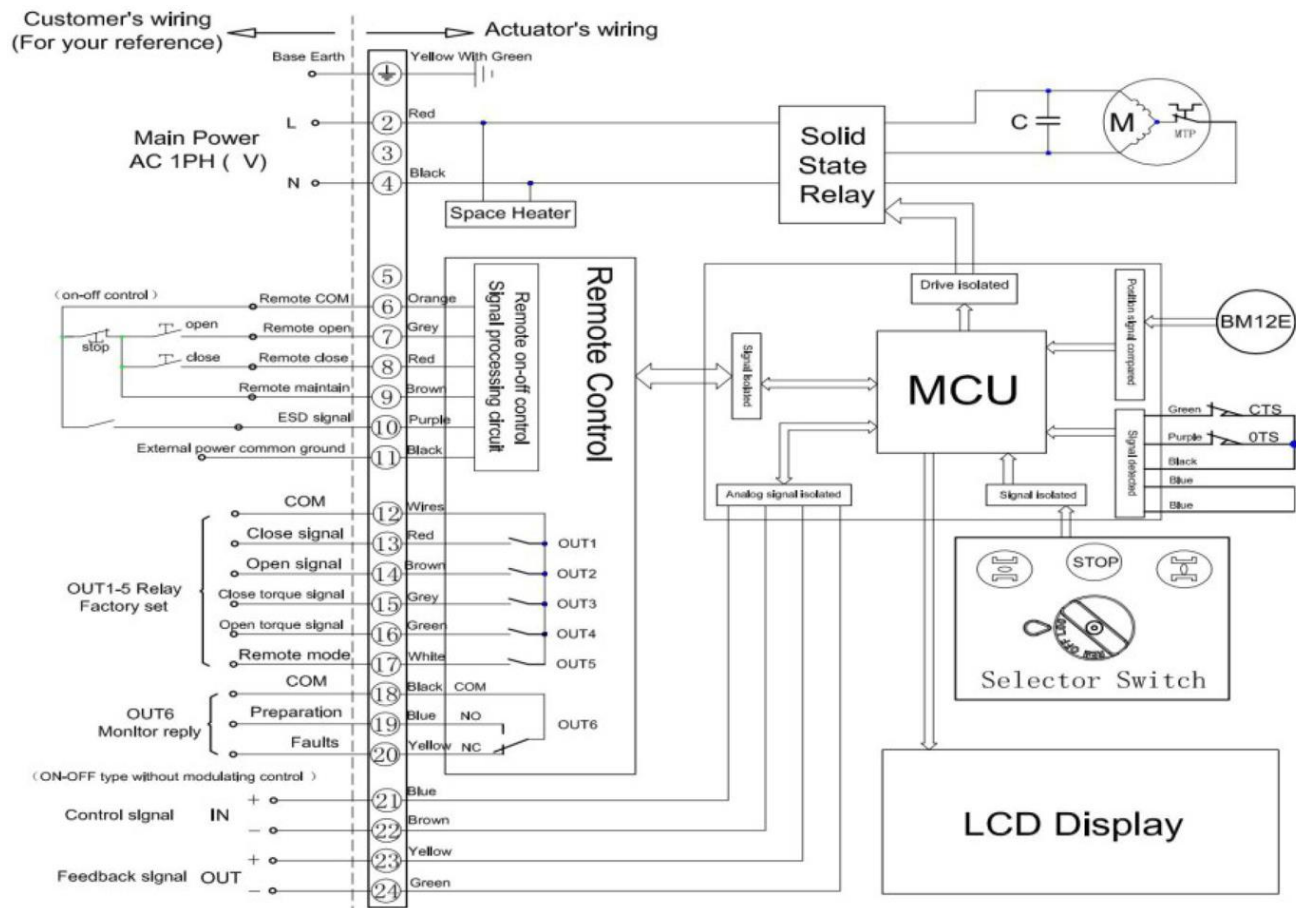 Customer's wiring
(For your reference)
Actuator's wiring
Base Earth
Yellow With Green
L
2
Red
Main Power
AC 1PH ( V)
3
N
4
Black
Space Heater
Solid
State
Relay
C
M
MTP
5
(on-off control)
Remote COM
6
Orange
open
Remote open
7
Grey
stop
close
Remote close
8
Red
Remote maintain
9
Brown
ESD signal
10
Purple
External power common ground
11
Black
Remote on-off control
Signal processing circuit
Remote Control
COM
12
Wires
Close signal
13
Red
OUT1
Open signal
14
Brown
OUT2
OUT1-5 Relay
Factory set
Close torque signal
15
Grey
OUT3
Open torque signal
16
Green
OUT4
Remote mode
17
White
OUT5
COM
18
Black
COM
OUT6
Monltor reply
Preparation
19
Blue
NO
OUT6
Faults
20
Yellow
NC
(ON-OFF type without modulating control )
+
21
Blue
Control slgnal
IN
−
22
Brown
+
23
Yellow
Feedback slgnal
OUT
−
24
Green
Drive isolated
Signal isolated
MCU
Position signal compared
BM12E
Signal detected
Green
CTS
Purple
OTS
Black
Blue
Blue
Analog signal isolated
Signal isolated
STOP
LOC OFF REM
Selector Switch
LCD Display